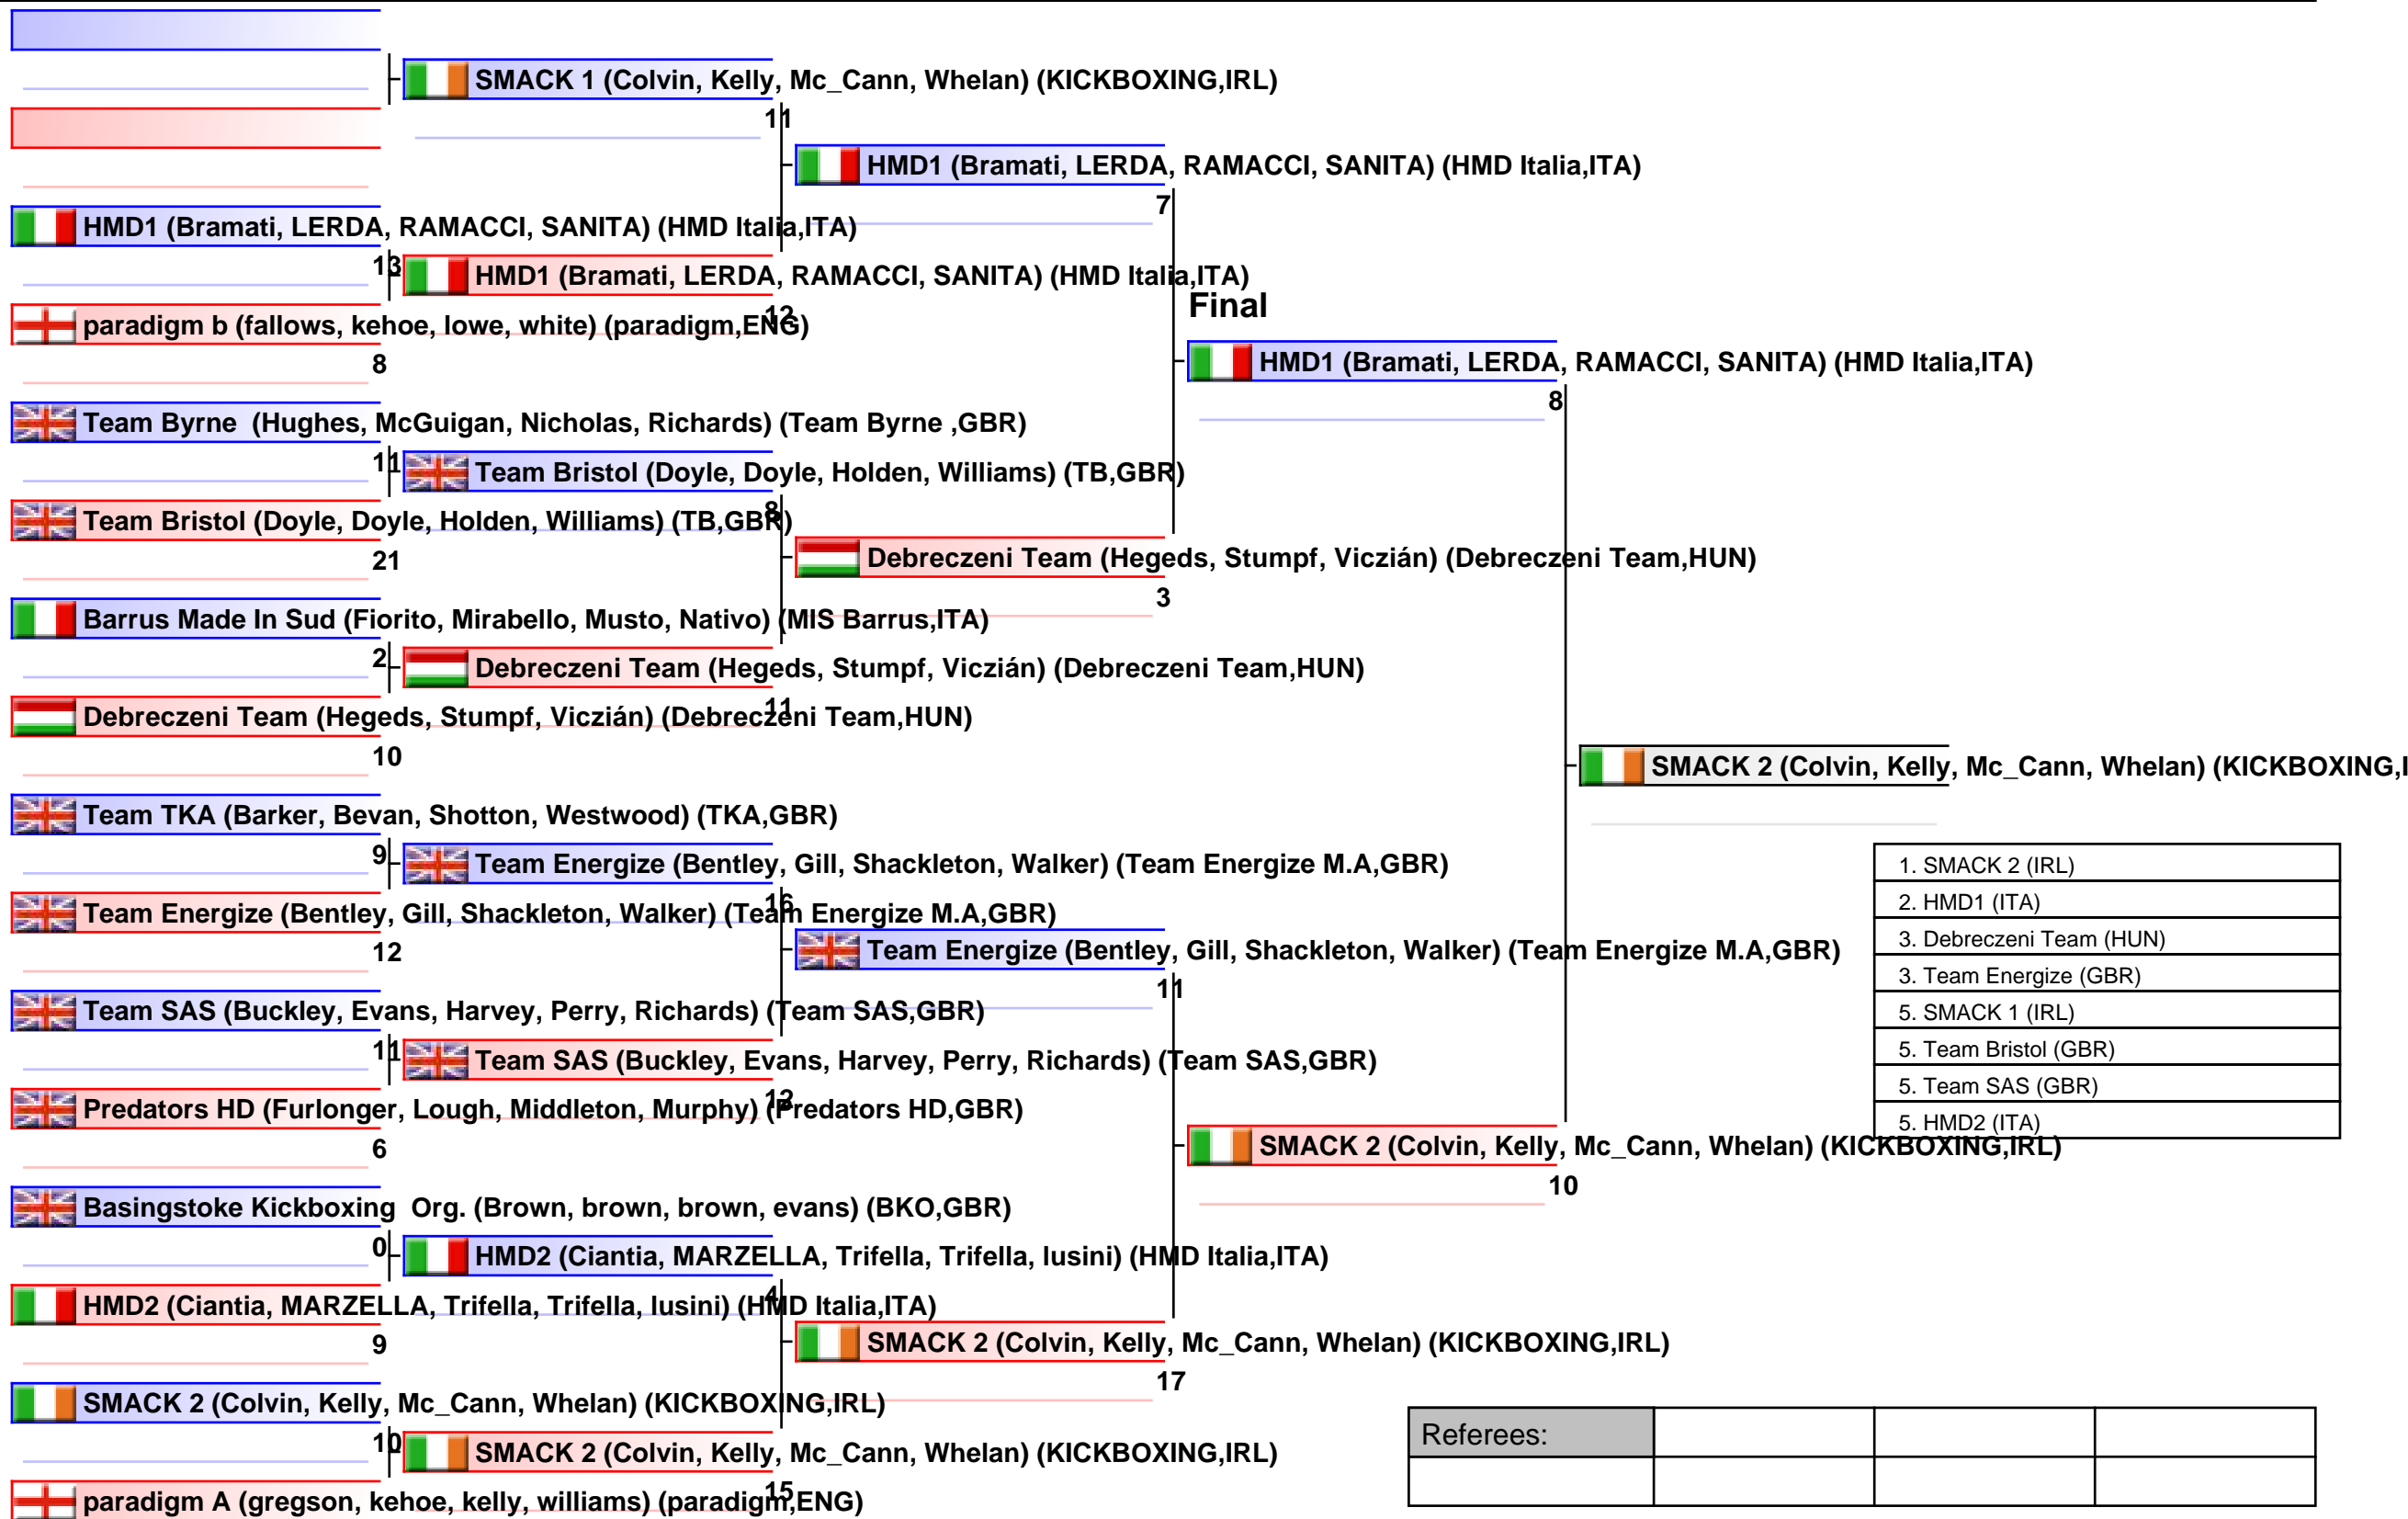 SMACK 1 (Colvin, Kelly, Mc_Cann, Whelan) (KICKBOXING,IRL)
11
HMD1 (Bramati, LERDA, RAMACCI, SANITA) (HMD Italia,ITA)
7
HMD1 (Bramati, LERDA, RAMACCI, SANITA) (HMD Italia,ITA)
13
HMD1 (Bramati, LERDA, RAMACCI, SANITA) (HMD Italia,ITA)
12
Final
paradigm b (fallows, kehoe, lowe, white) (paradigm,ENG)
8
HMD1 (Bramati, LERDA, RAMACCI, SANITA) (HMD Italia,ITA)
8
Team Byrne  (Hughes, McGuigan, Nicholas, Richards) (Team Byrne ,GBR)
11
Team Bristol (Doyle, Doyle, Holden, Williams) (TB,GBR)
8
Team Bristol (Doyle, Doyle, Holden, Williams) (TB,GBR)
21
Debreczeni Team (Hegeds, Stumpf, Viczián) (Debreczeni Team,HUN)
3
Barrus Made In Sud (Fiorito, Mirabello, Musto, Nativo) (MIS Barrus,ITA)
2
Debreczeni Team (Hegeds, Stumpf, Viczián) (Debreczeni Team,HUN)
11
Debreczeni Team (Hegeds, Stumpf, Viczián) (Debreczeni Team,HUN)
10
SMACK 2 (Colvin, Kelly, Mc_Cann, Whelan) (KICKBOXING,I
Team TKA (Barker, Bevan, Shotton, Westwood) (TKA,GBR)
9
Team Energize (Bentley, Gill, Shackleton, Walker) (Team Energize M.A,GBR)
16
Team Energize (Bentley, Gill, Shackleton, Walker) (Team Energize M.A,GBR)
12
Team Energize (Bentley, Gill, Shackleton, Walker) (Team Energize M.A,GBR)
11
1. SMACK 2 (IRL)
2. HMD1 (ITA)
3. Debreczeni Team (HUN)
3. Team Energize (GBR)
5. SMACK 1 (IRL)
5. Team Bristol (GBR)
5. Team SAS (GBR)
5. HMD2 (ITA)
Team SAS (Buckley, Evans, Harvey, Perry, Richards) (Team SAS,GBR)
11
Team SAS (Buckley, Evans, Harvey, Perry, Richards) (Team SAS,GBR)
12
Predators HD (Furlonger, Lough, Middleton, Murphy) (Predators HD,GBR)
6
SMACK 2 (Colvin, Kelly, Mc_Cann, Whelan) (KICKBOXING,IRL)
10
Basingstoke Kickboxing  Org. (Brown, brown, brown, evans) (BKO,GBR)
0
HMD2 (Ciantia, MARZELLA, Trifella, Trifella, Iusini) (HMD Italia,ITA)
4
HMD2 (Ciantia, MARZELLA, Trifella, Trifella, Iusini) (HMD Italia,ITA)
9
SMACK 2 (Colvin, Kelly, Mc_Cann, Whelan) (KICKBOXING,IRL)
17
SMACK 2 (Colvin, Kelly, Mc_Cann, Whelan) (KICKBOXING,IRL)
10
SMACK 2 (Colvin, Kelly, Mc_Cann, Whelan) (KICKBOXING,IRL)
15
paradigm A (gregson, kehoe, kelly, williams) (paradigm,ENG)
Referees: